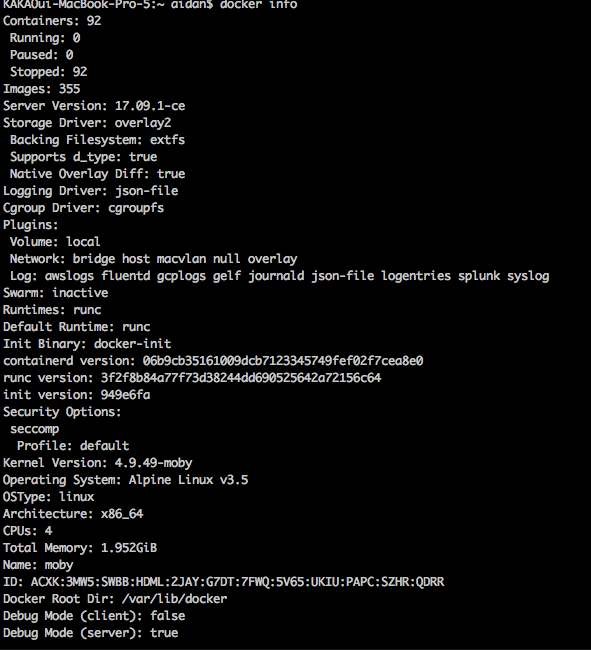 KAKAOui-MacBook-Pro-5:~ aidan$ docker info
Containers: 92
 Running: 0
 Paused: 0
 Stopped: 92
Images: 355
Server Version: 17.09.1-ce
Storage Driver: overlay2
 Backing Filesystem: extfs
 Supports d_type: true
 Native Overlay Diff: true
Logging Driver: json-file
Cgroup Driver: cgroupfs
Plugins:
 Volume: local
 Network: bridge host macvlan null overlay
 Log: awslogs fluentd gcplogs gelf journald json-file logentries splunk syslog
Swarm: inactive
Runtimes: runc
Default Runtime: runc
Init Binary: docker-init
containerd version: 06b9cb35161009dcb7123345749fef02f7cea8e0
runc version: 3f2f8b84a77f73d38244dd690525642a72156c64
init version: 949e6fa
Security Options:
 seccomp
  Profile: default
Kernel Version: 4.9.49-moby
Operating System: Alpine Linux v3.5
OSType: linux
Architecture: x86_64
CPUs: 4
Total Memory: 1.952GiB
Name: moby
ID: ACXK:3MW5:SWBB:HDML:2JAY:G7DT:7FWQ:5V65:UKIU:PAPC:SZHR:QDRR
Docker Root Dir: /var/lib/docker
Debug Mode (client): false
Debug Mode (server): true